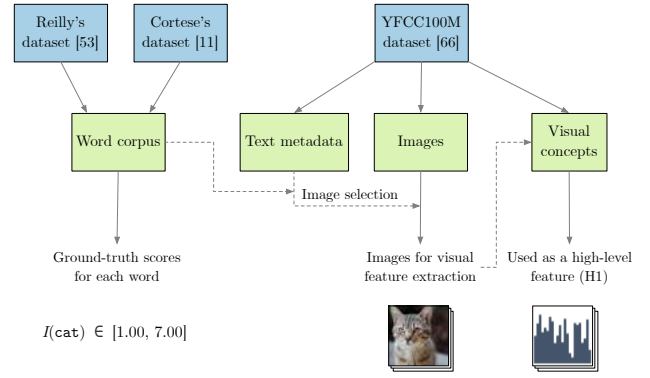 Reilly's
dataset [53]
Cortese's
dataset [11]
YFCC100M
dataset [66]
Word corpus
Text metadata
Images
Visual
concepts
Image selection
Ground-truth scores
for each word
Images for visual
feature extraction
Used as a high-level
feature (H1)
I(cat) ∈ [1.00, 7.00]